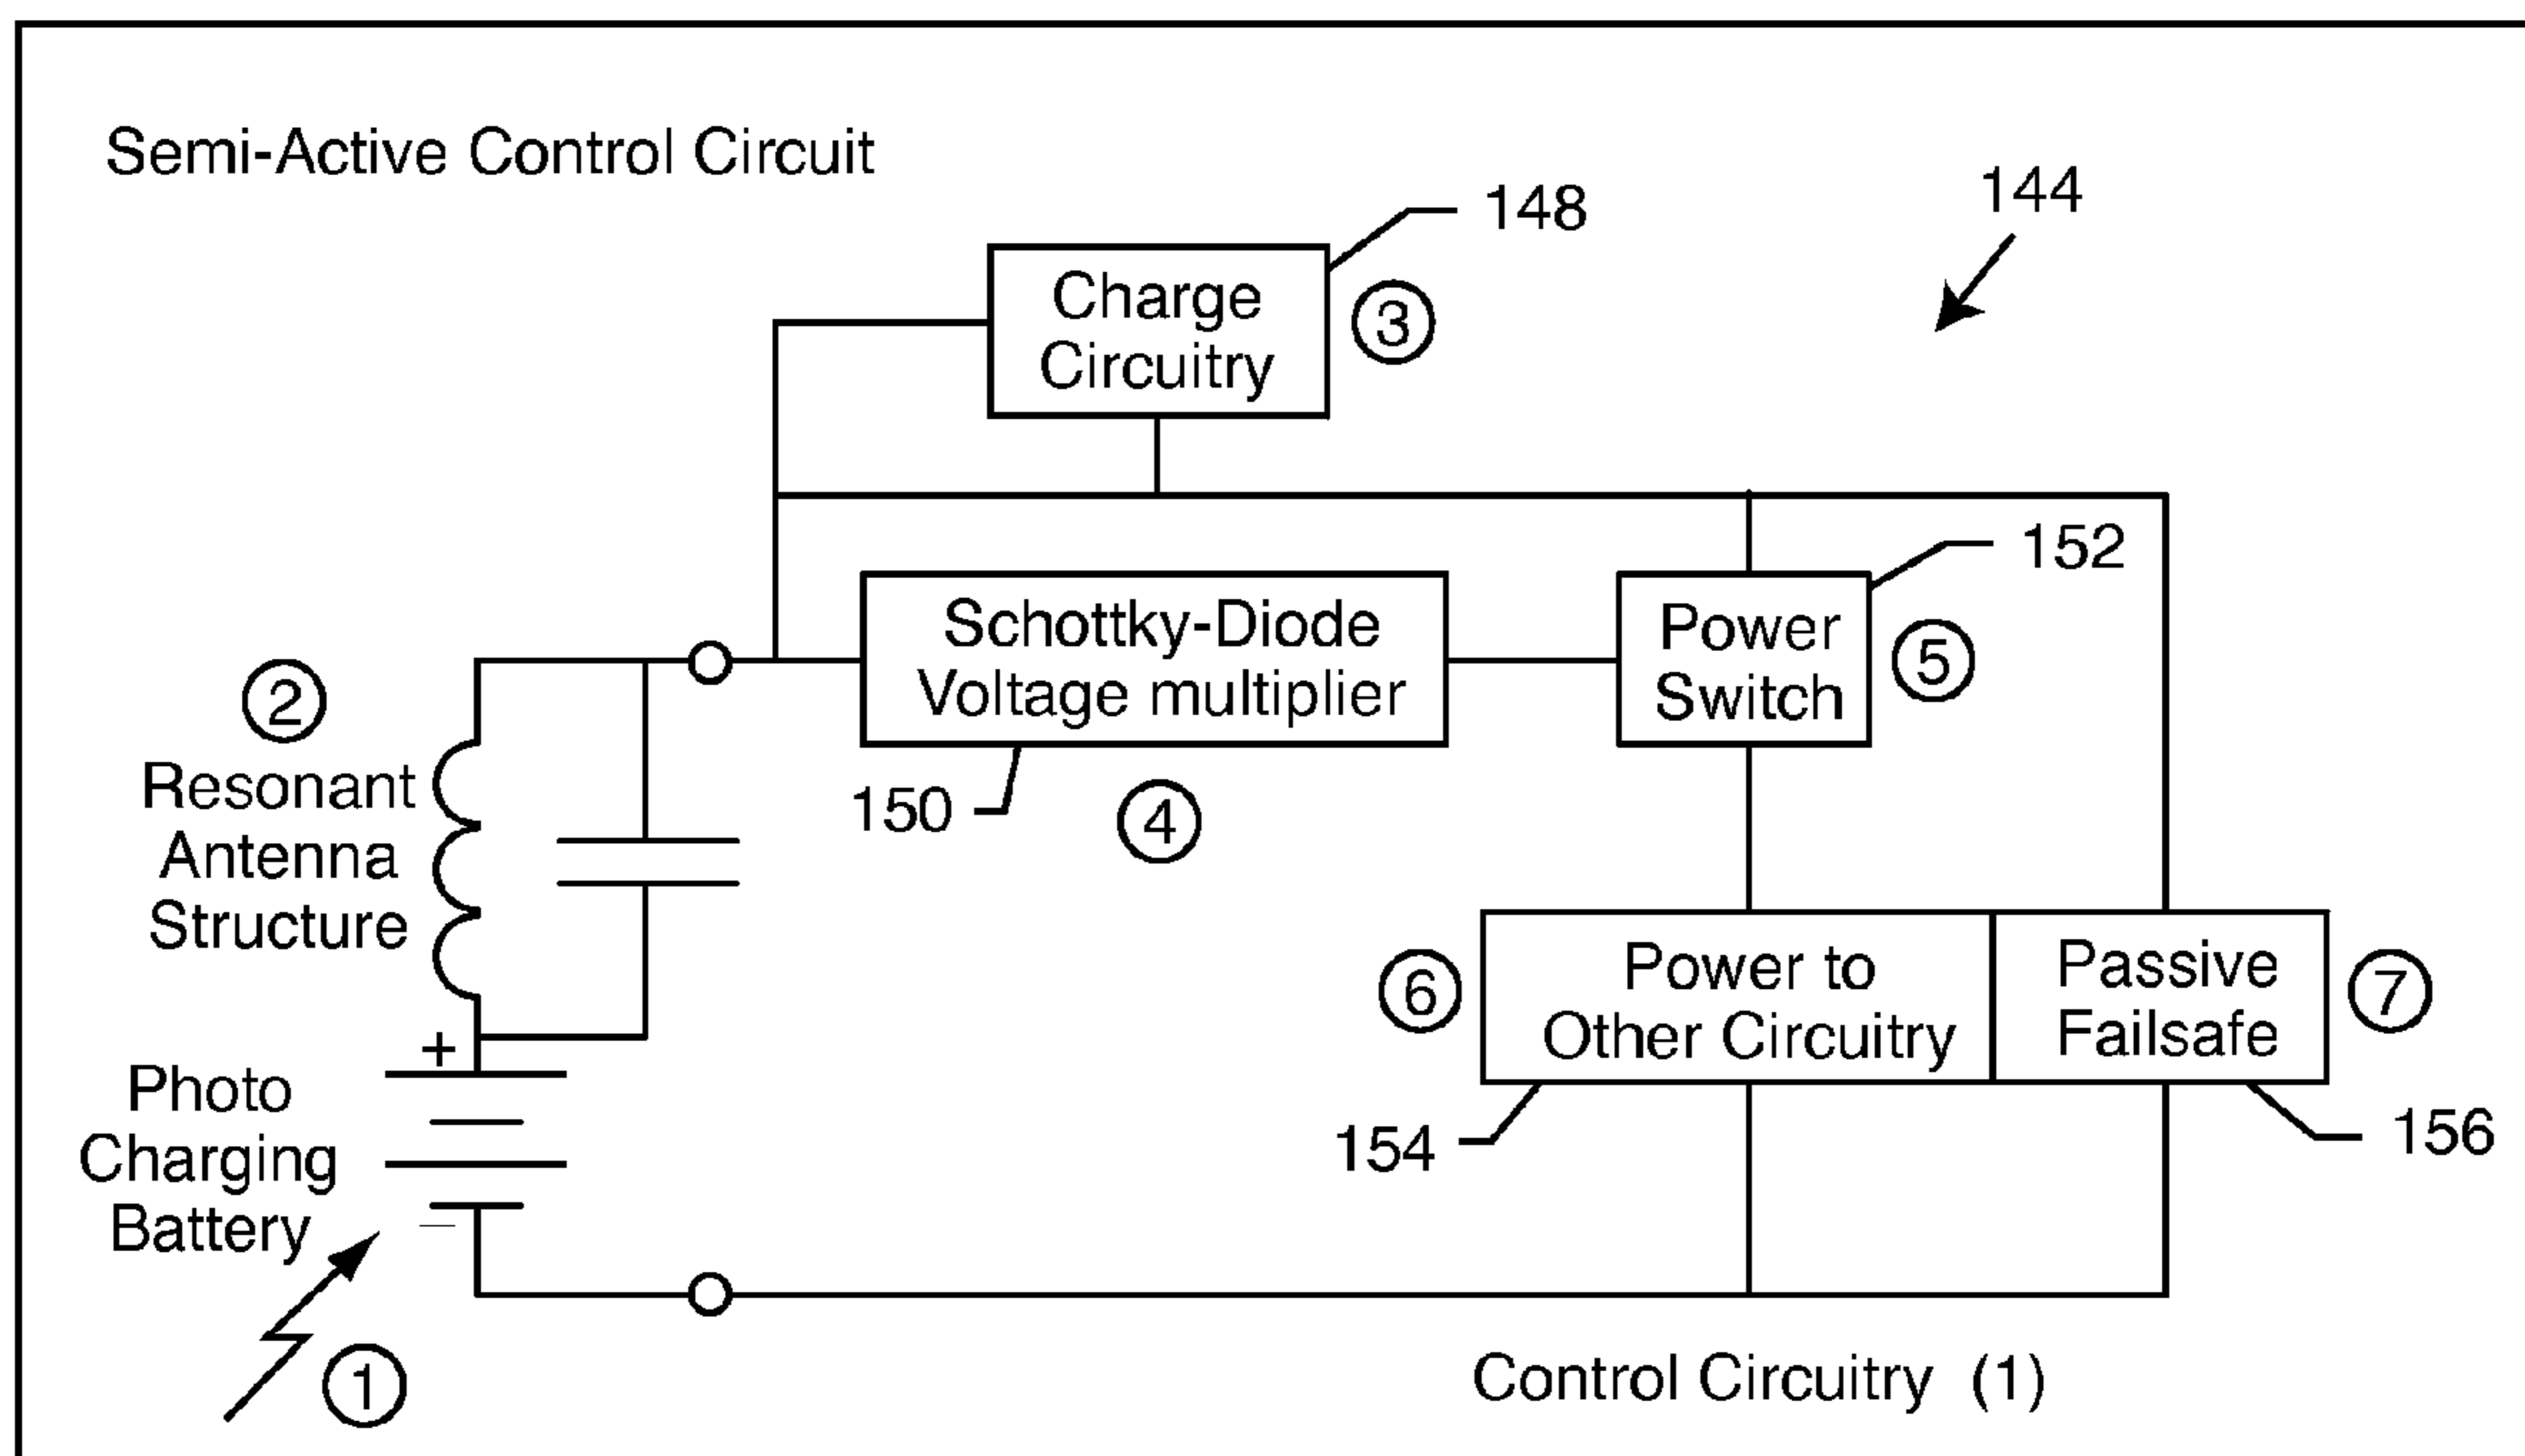 Semi-Active Control Circuit
148
144
Charge
Circuitry
3
152
Schottky-Diode
Voltage multiplier
Power
Switch
5
2
Resonant
Antenna
Structure
150
4
6
Power to
Other Circuitry
Passive
Failsafe
7
+
Photo
Charging
Battery
–
154
156
1
Control Circuitry (1)